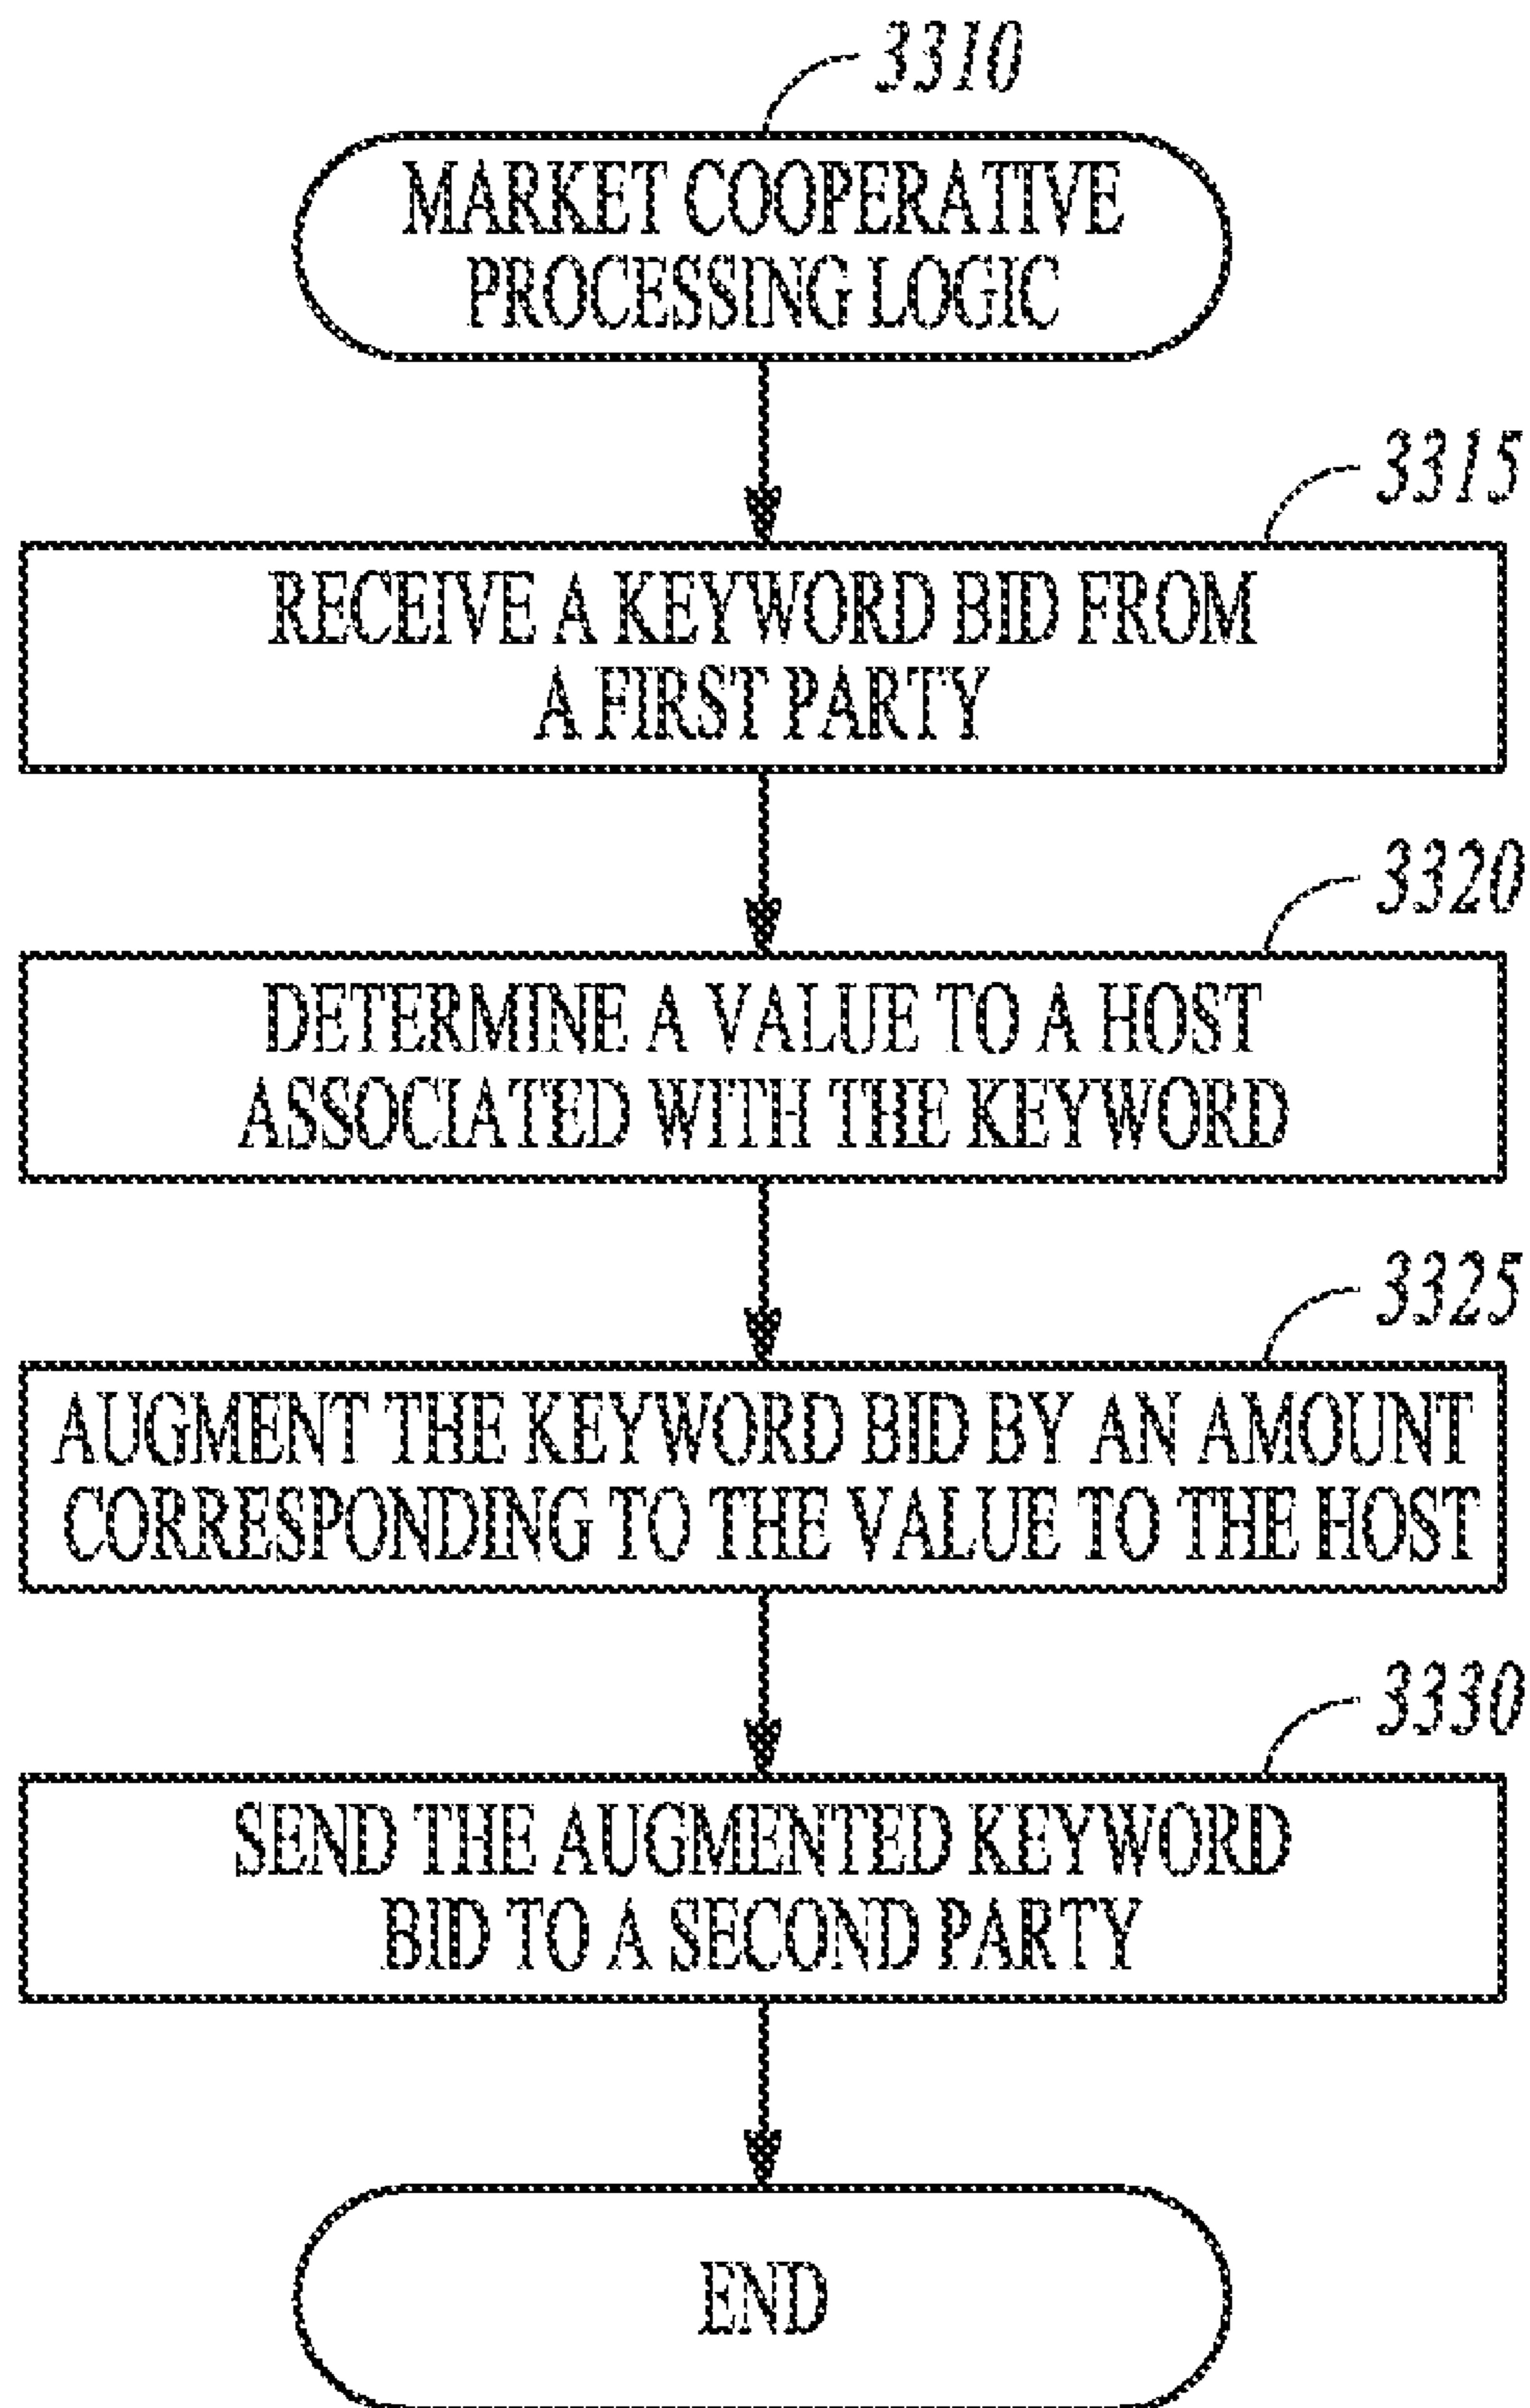 3310
MARKET COOPERATIVE
PROCESSING LOGIC
3315
RECEIVE A KEYWORD BID FROM
A FIRST PARTY
3320
DETERMINE A VALUE TO A HOST
ASSOCIATED WITH THE KEYWORD
3325
AUGMENT THE KEYWORD BID BY AN AMOUNT
CORRESPONDING TO THE VALUE TO THE HOST
3330
SEND THE AUGMENTED KEYWORD
BID TO A SECOND PARTY
END